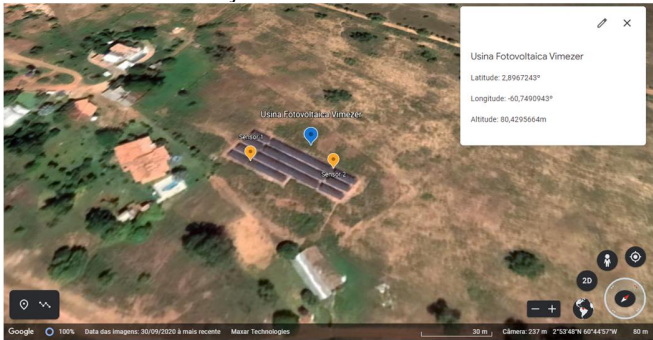 Usina Fotovoltaica Vimezer
Latitude: 2,8967243º
Longitude: -60,7490943º
Altitude: 80,4295664m
Usina Fotovoltaica Vimezer
Sensor 1
Sensor 2
2D
Google 100% Data das imagens: 30/09/2020 à mais recente Maxar Technologies 30 m Câmera: 237 m 2°53'48"N 60°44'57"W 80 m